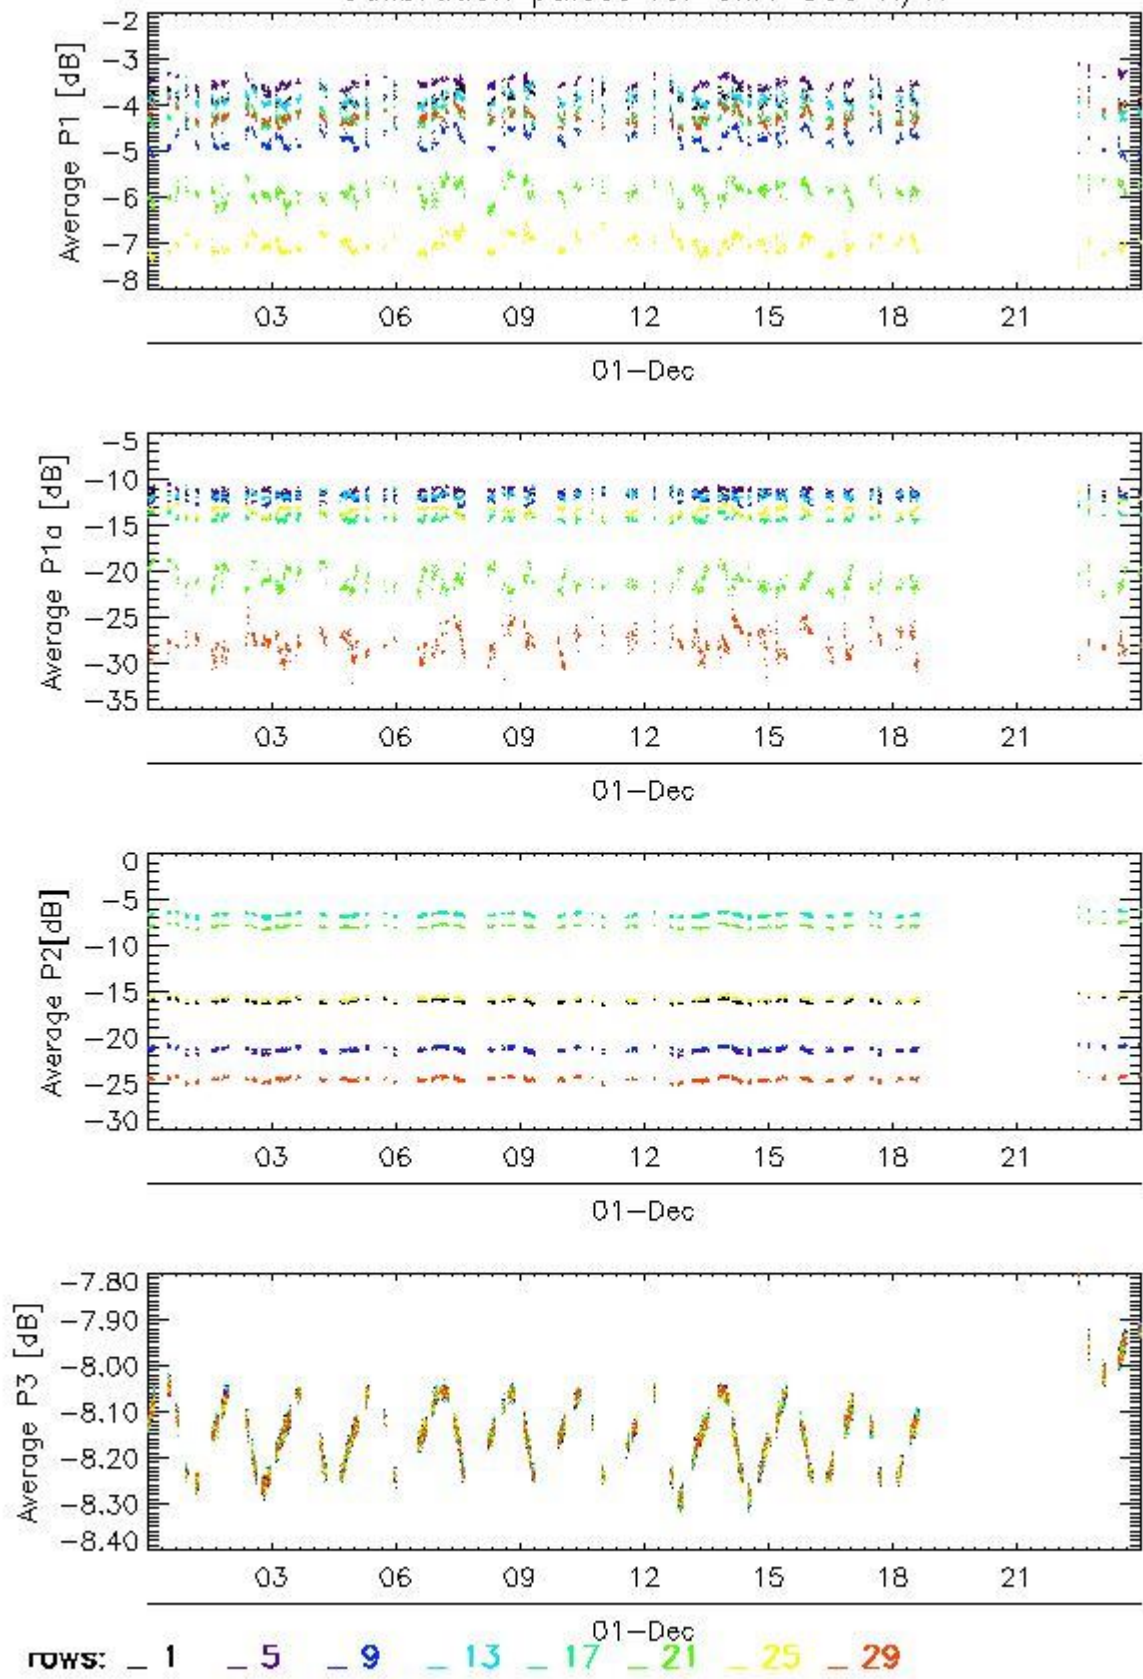 -2
-3
-4
-5
-6
-7
-8
Average P1 [dB]
03 06 09 12 15 18 21
01-Dec
-5
-10
-15
-20
-25
-30
-35
Average P1a [dB]
03 06 09 12 15 18 21
01-Dec
0
-5
-10
-15
-20
-25
-30
Average P2[dB]
03 06 09 12 15 18 21
01-Dec
-7.80
-7.90
-8.00
-8.10
-8.20
-8.30
-8.40
Average P3 [dB]
03 06 09 12 15 18 21
01-Dec
rows: _ 1 _ 5 _ 9 _ 13 _ 17 _ 21 _ 25 _ 29